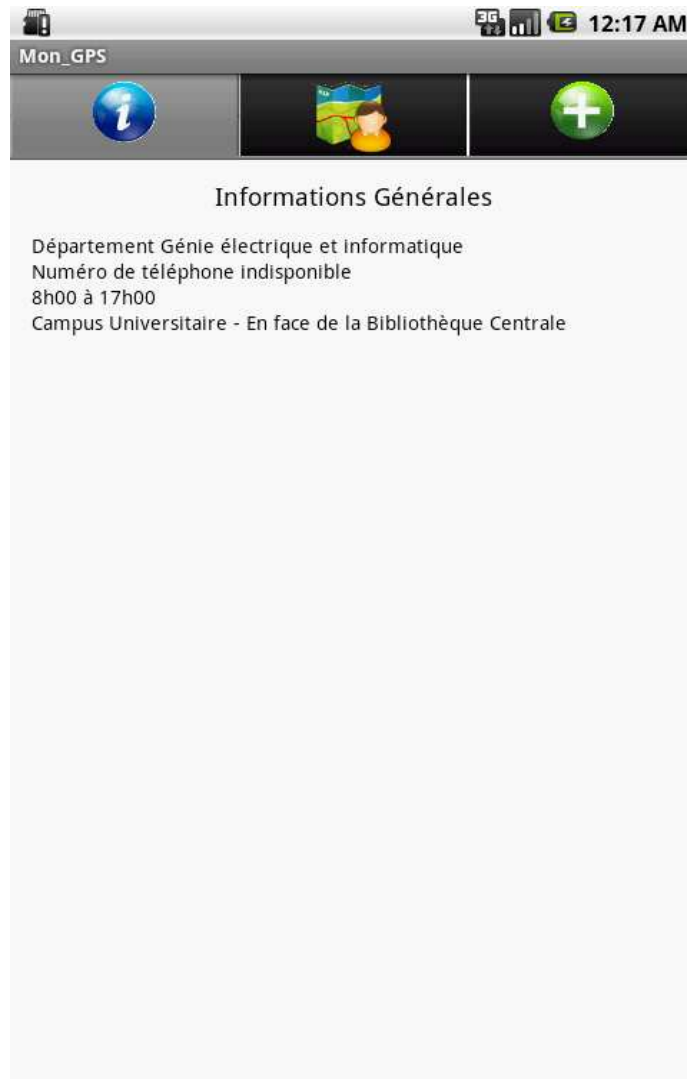 3G 12:17 AM
Mon_GPS
Informations Générales
Département Génie électrique et informatique
Numéro de téléphone indisponible
8h00 à 17h00
Campus Universitaire - En face de la Bibliothèque Centrale